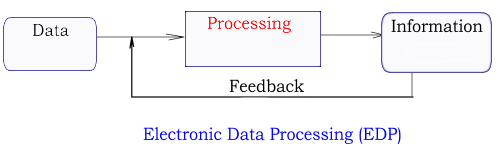 Data
Processing
Information
Feedback
Electronic Data Processing (EDP)